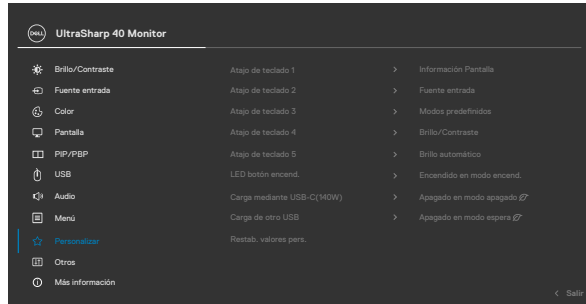 DELL UltraSharp 40 Monitor
Brillo/Contraste Atajo de teclado 1 > Información Pantalla
Fuente entrada Atajo de teclado 2 > Fuente entrada
Color Atajo de teclado 3 > Modos predefinidos
Pantalla Atajo de teclado 4 > Brillo/Contraste
PIP/PBP Atajo de teclado 5 > Brillo automático
USB LED botón encend. > Encendido en modo encend.
Audio Carga mediante USB-C(140W) > Apagado en modo apagado
Menú Carga de otro USB > Apagado en modo espera
Personalizar Restab. valores pers.
Otros
Más información
< Salir